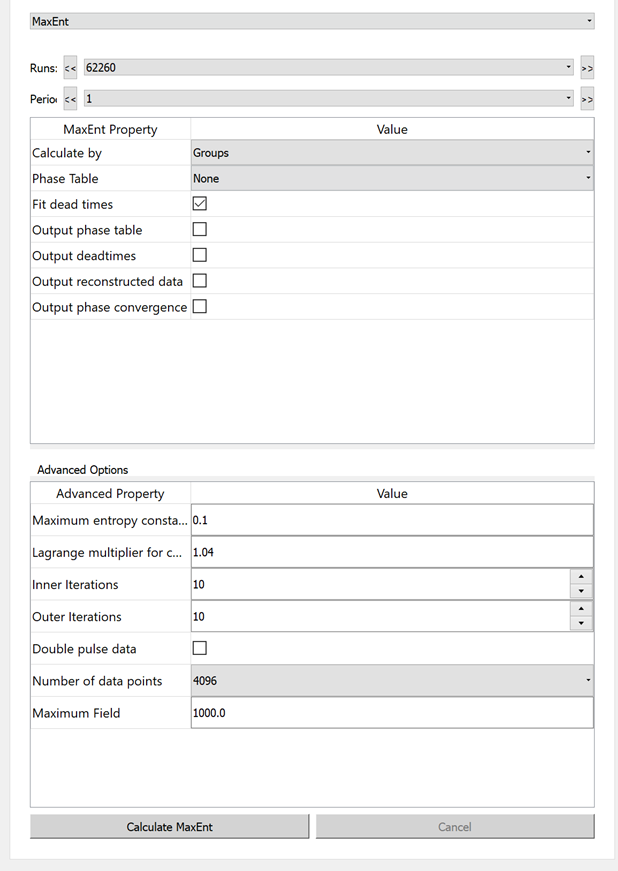 MaxEnt
Runs: << 62260 >>
Perio << 1 >>
MaxEnt Property Value
Calculate by Groups
Phase Table None
Fit dead times
Output phase table
Output deadtimes
Output reconstructed data
Output phase convergence
Advanced Options
Advanced Property Value
Maximum entropy consta... 0.1
Lagrange multiplier for c... 1.04
Inner Iterations 10
Outer Iterations 10
Double pulse data
Number of data points 4096
Maximum Field 1000.0
Calculate MaxEnt Cancel